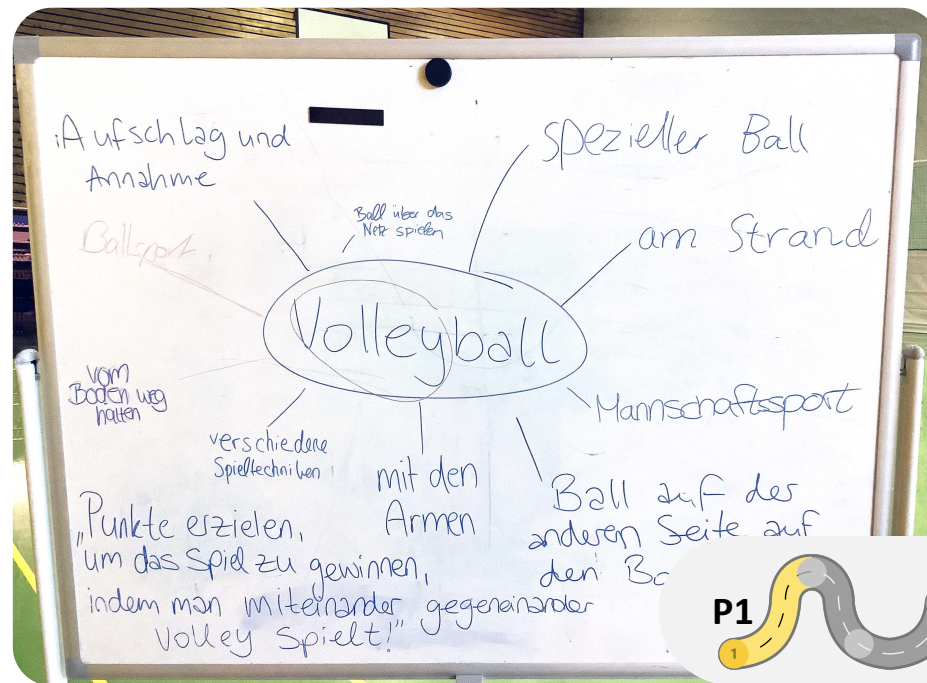 Aufschlag und
Annahme
Ball über das
Netz spielen
spezieller Ball
Ballsport
am Strand
Volleyball
vom
Boden weg
halten
Mannschaftssport
verschiedene
Spieltechniken
mit den
Armen
Ball auf der
anderen Seite auf
den
„Punkte erzielen,
um das Spiel zu gewinnen,
indem man miteinander gegeneinander
Volley Spielt!"
P1
1